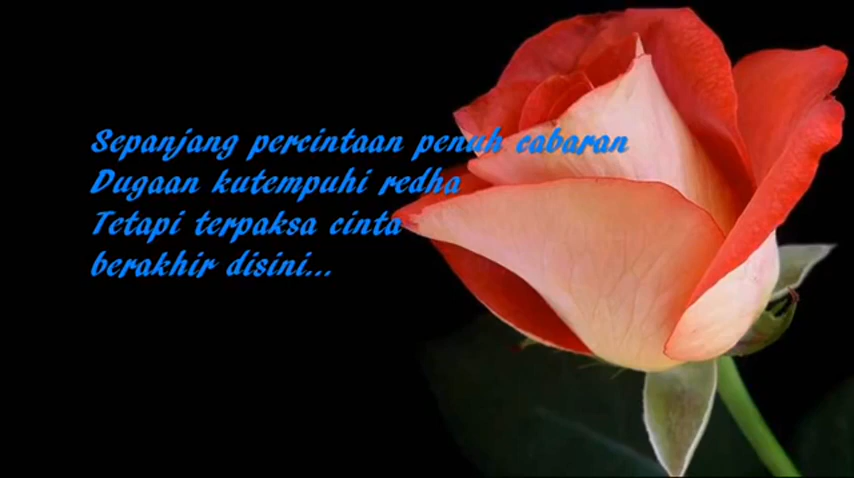 Sepanjang percintaan penuh cabaran
Dugaan kutempuhi redha
Tetapi terpaksa cinta
berakhir disini...